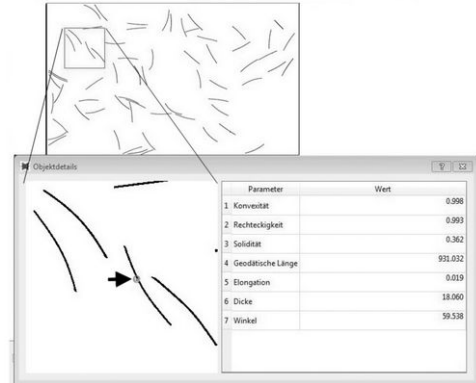 Objektdetails
Parameter Wert
1 Konvexität 0.998
2 Rechteckigkeit 0.993
3 Solidität 0.362
4 Geodätische Länge 931.032
5 Elongation 0.019
6 Dicke 18.060
7 Winkel 59.538